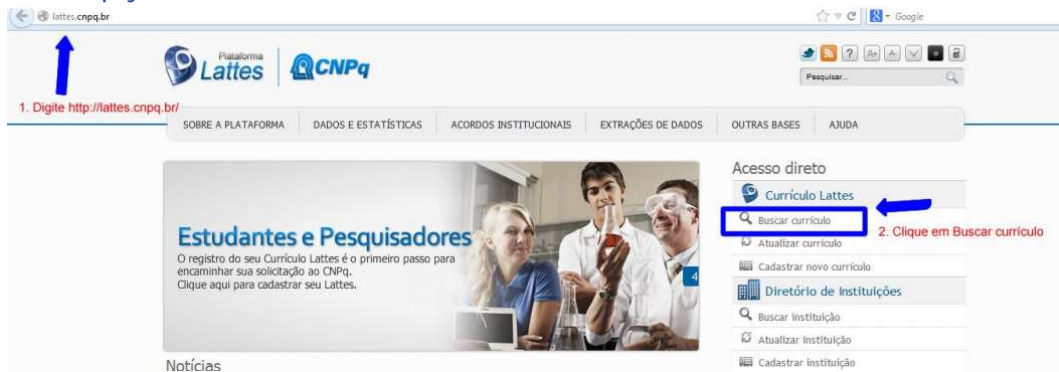 lattes.cnpq.br
Google
Plataforma
Lattes
CNPq
?
A+
A-
Pesquisar...
1. Digite http://lattes.cnpq.br/
SOBRE A PLATAFORMA
DADOS E ESTATÍSTICAS
ACORDOS INSTITUCIONAIS
EXTRAÇÕES DE DADOS
OUTRAS BASES
AJUDA
Estudantes e Pesquisadores
O registro do seu Currículo Lattes é o primeiro passo para
encaminhar sua solicitação ao CNPq.
Clique aqui para cadastrar seu Lattes.
4
Acesso direto
Currículo Lattes
Buscar currículo
2. Clique em Buscar currículo
Atualizar currículo
Cadastrar novo currículo
Diretório de Instituições
Buscar instituição
Atualizar instituição
Cadastrar instituição
Notícias